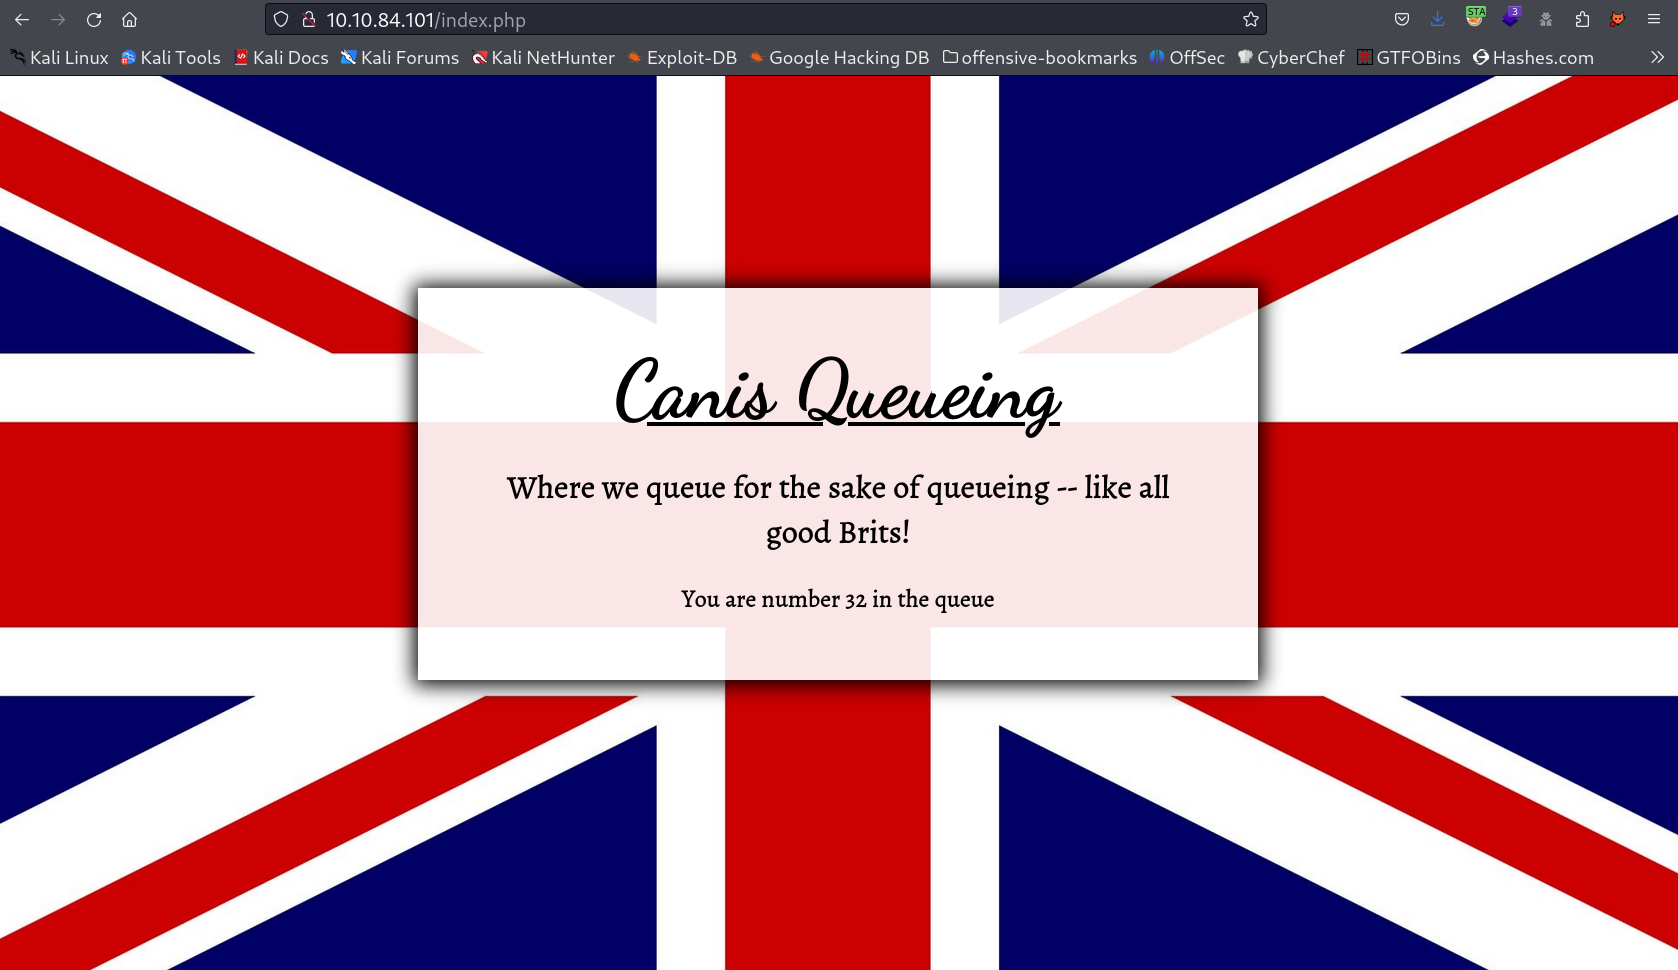 10.10.84.101/index.php
STA
3
Kali Linux Kali Tools Kali Docs Kali Forums Kali NetHunter Exploit-DB Google Hacking DB offensive-bookmarks OffSec CyberChef GTFOBins Hashes.com
Canis Queueing
Where we queue for the sake of queueing -- like all
good Brits!
You are number 32 in the queue